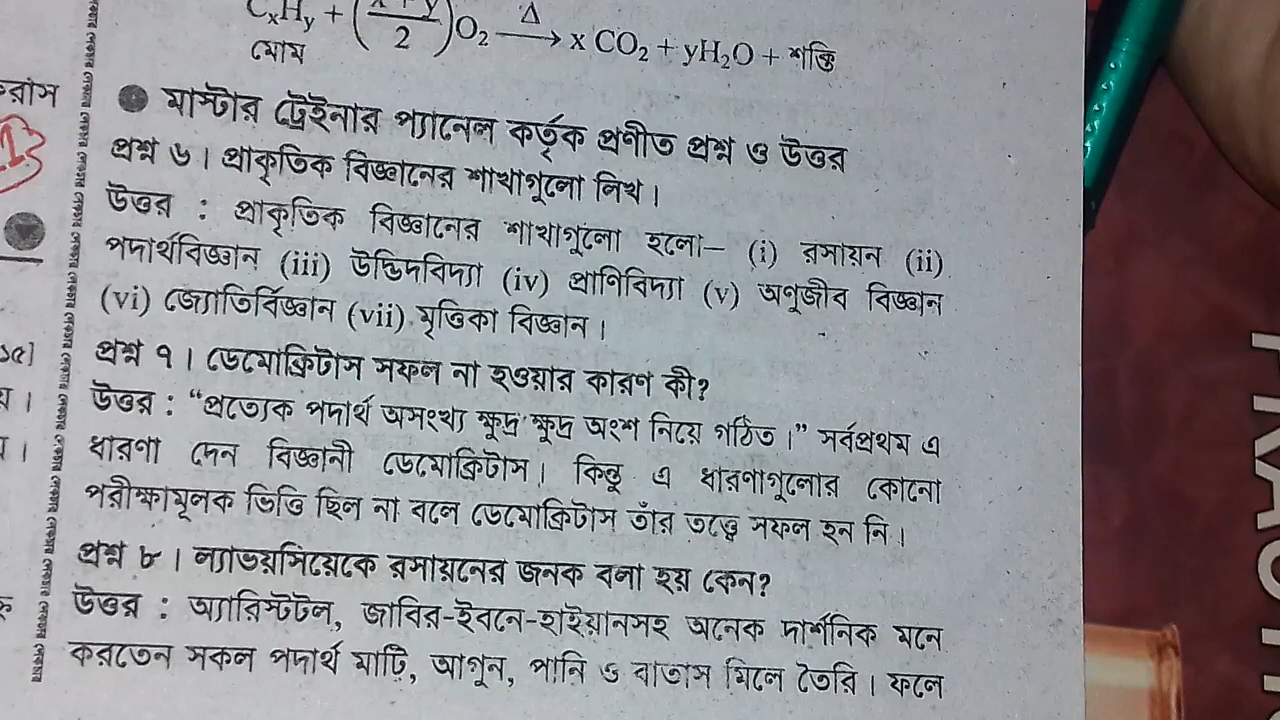 CₓHᵧ + (x + y/2)O₂ —Δ→ x CO₂ + yH₂O + শক্তি
মোম
● মাস্টার ট্রেইনার প্যানেল কর্তৃক প্রণীত প্রশ্ন ও উত্তর
প্রশ্ন ৬। প্রাকৃতিক বিজ্ঞানের শাখাগুলো লিখ।
উত্তর : প্রাকৃতিক বিজ্ঞানের শাখাগুলো হলো– (i) রসায়ন (ii)
পদার্থবিজ্ঞান (iii) উদ্ভিদবিদ্যা (iv) প্রাণিবিদ্যা (v) অণুজীব বিজ্ঞান
(vi) জ্যোতির্বিজ্ঞান (vii) মৃত্তিকা বিজ্ঞান।
প্রশ্ন ৭। ডেমোক্রিটাস সফল না হওয়ার কারণ কী?
উত্তর : “প্রত্যেক পদার্থ অসংখ্য ক্ষুদ্র ক্ষুদ্র অংশ নিয়ে গঠিত।” সর্বপ্রথম এ
ধারণা দেন বিজ্ঞানী ডেমোক্রিটাস। কিন্তু এ ধারণাগুলোর কোনো
পরীক্ষামূলক ভিত্তি ছিল না বলে ডেমোক্রিটাস তাঁর তত্ত্বে সফল হন নি।
প্রশ্ন ৮। ল্যাভয়সিয়েকে রসায়নের জনক বলা হয় কেন?
উত্তর : অ্যারিস্টটল, জাবির-ইবনে-হাইয়ানসহ অনেক দার্শনিক মনে
করতেন সকল পদার্থ মাটি, আগুন, পানি ও বাতাস মিলে তৈরি। ফলে